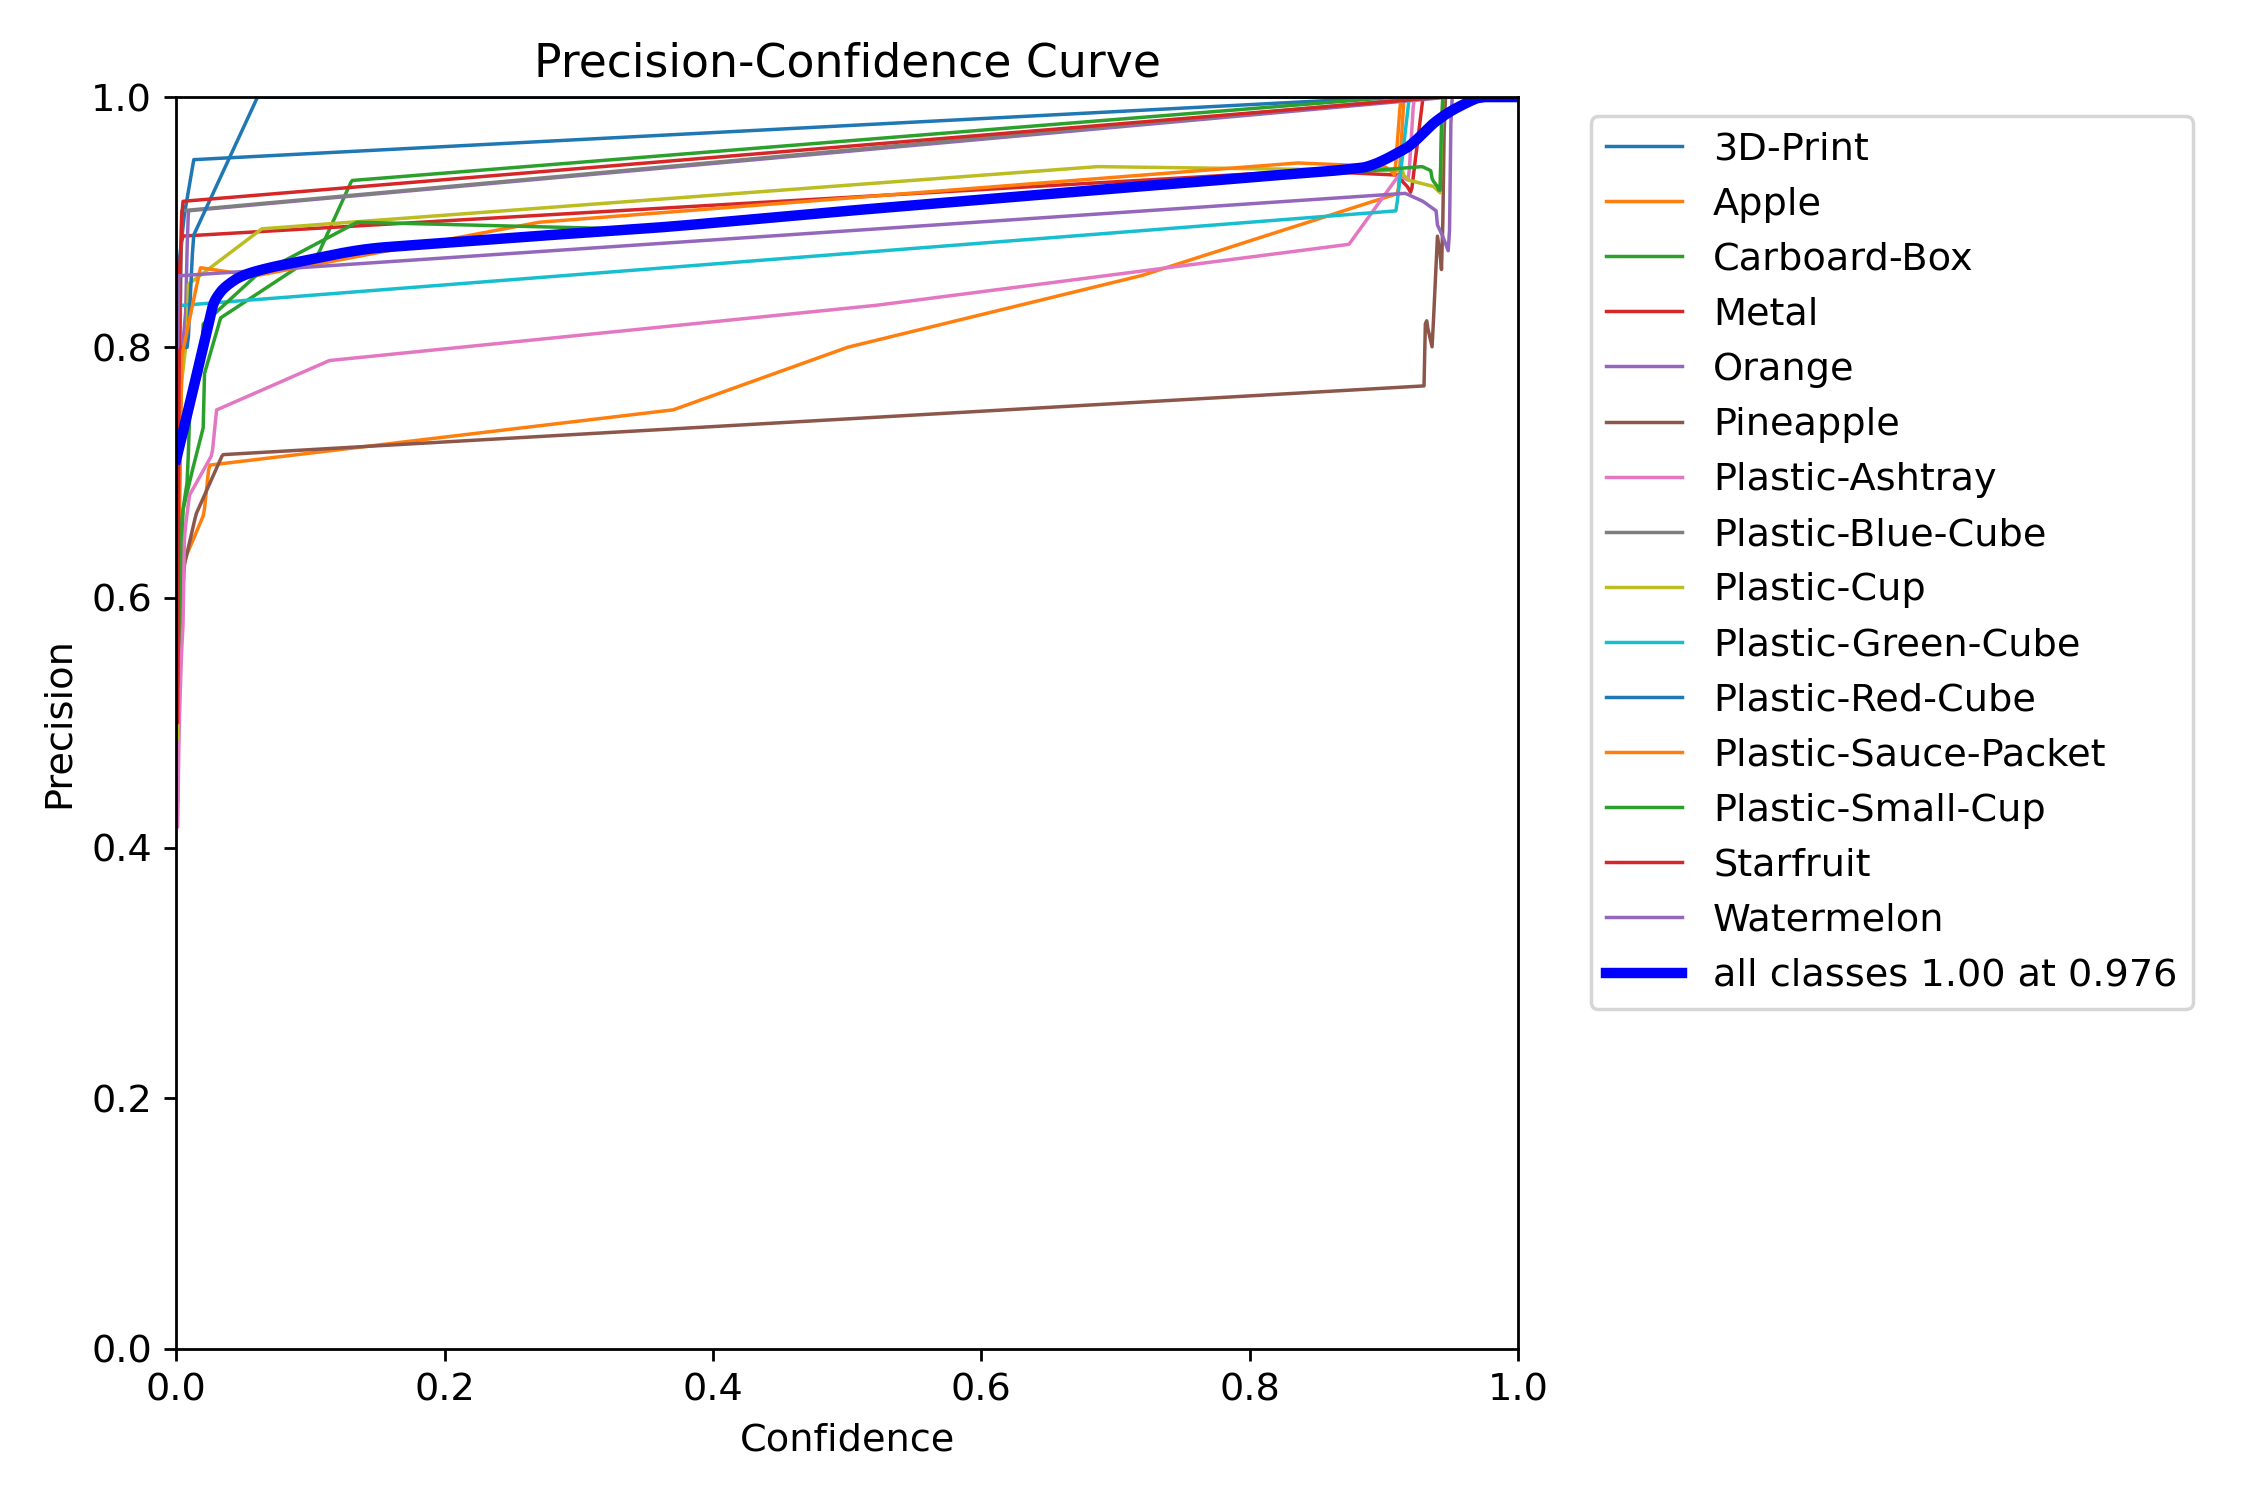 Precision-Confidence Curve
1.0
0.8
0.6
0.4
0.2
0.0
Precision
0.0 0.2 0.4 0.6 0.8 1.0
Confidence
3D-Print
Apple
Carboard-Box
Metal
Orange
Pineapple
Plastic-Ashtray
Plastic-Blue-Cube
Plastic-Cup
Plastic-Green-Cube
Plastic-Red-Cube
Plastic-Sauce-Packet
Plastic-Small-Cup
Starfruit
Watermelon
all classes 1.00 at 0.976